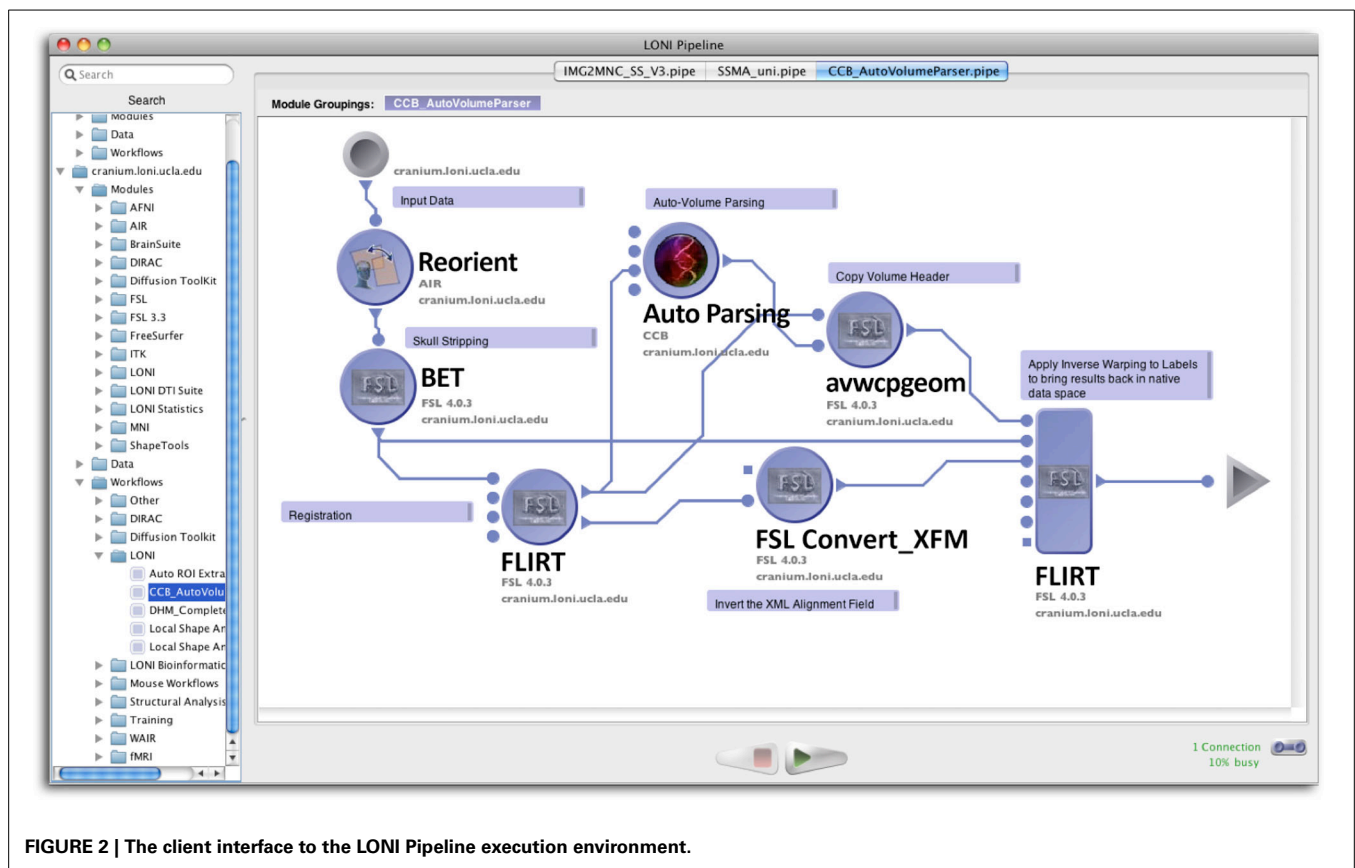 LONI Pipeline
Search
IMG2MNC_SS_V3.pipe SSMA_uni.pipe CCB_AutoVolumeParser.pipe
Search
Module Groupings: CCB_AutoVolumeParser
Modules
Data
Workflows
cranium.loni.ucla.edu
Modules
AFNI
AIR
BrainSuite
DIRAC
Diffusion ToolKit
FSL
FSL 3.3
FreeSurfer
ITK
LONI
LONI DTI Suite
LONI Statistics
MNI
ShapeTools
Data
Workflows
Other
DIRAC
Diffusion Toolkit
LONI
Auto ROI Extra
CCB_AutoVolu
DHM_Complete
Local Shape An
Local Shape An
LONI Bioinformatic
Mouse Workflows
Structural Analysis
Training
WAIR
fMRI
cranium.loni.ucla.edu
Input Data
Reorient
AIR
cranium.loni.ucla.edu
Skull Stripping
FSL
BET
FSL 4.0.3
cranium.loni.ucla.edu
Registration
FSL
FLIRT
FSL 4.0.3
cranium.loni.ucla.edu
Auto-Volume Parsing
Auto Parsing
CCB
cranium.loni.ucla.edu
Copy Volume Header
FSL
avwcpgeom
FSL 4.0.3
cranium.loni.ucla.edu
FSL
FSL Convert_XFM
FSL 4.0.3
cranium.loni.ucla.edu
Invert the XML Alignment Field
Apply Inverse Warping to Labels
to bring results back in native
data space
FSL
FLIRT
FSL 4.0.3
cranium.loni.ucla.edu
1 Connection
10% busy
FIGURE 2 | The client interface to the LONI Pipeline execution environment.